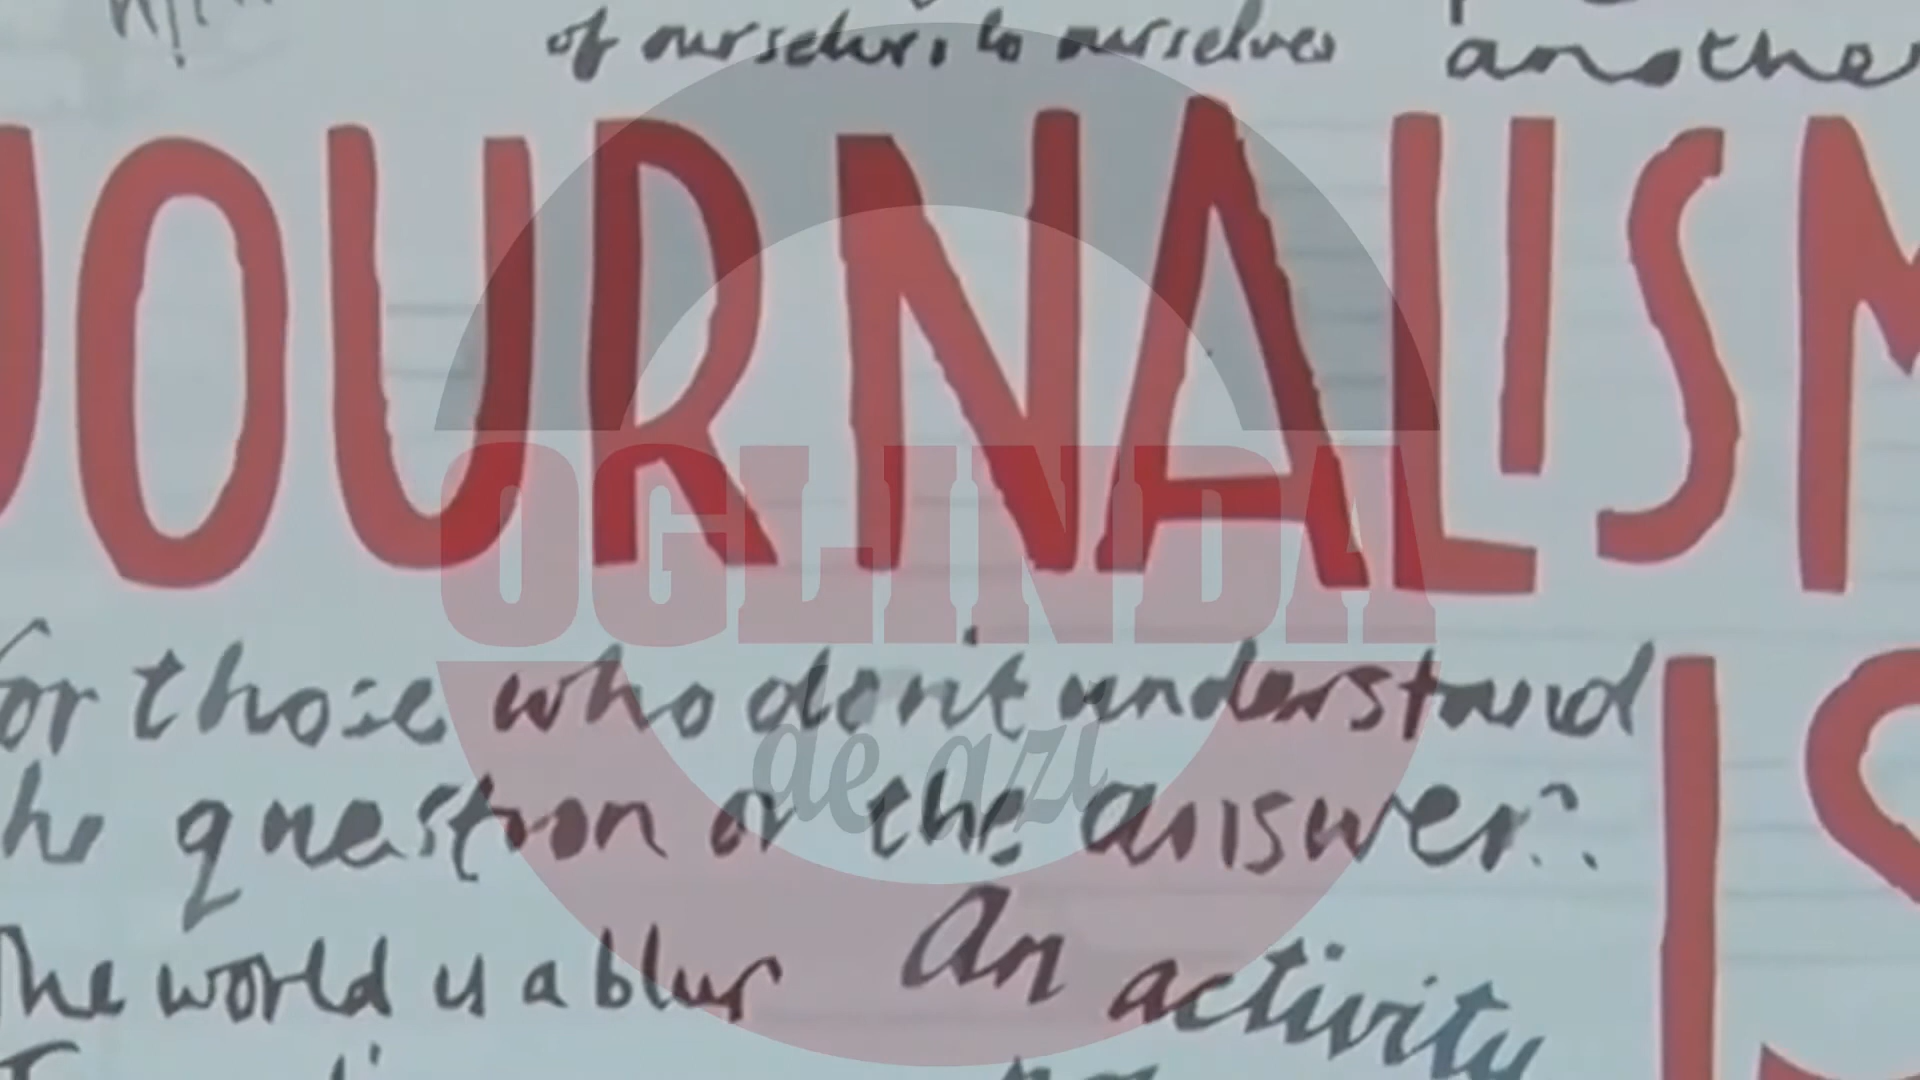 of ourselves to ourselves
another
JOURNALISM
OGLINDA
for those who don't understand
de azi
the question or the answer?
IS
The world is a blur
An activity